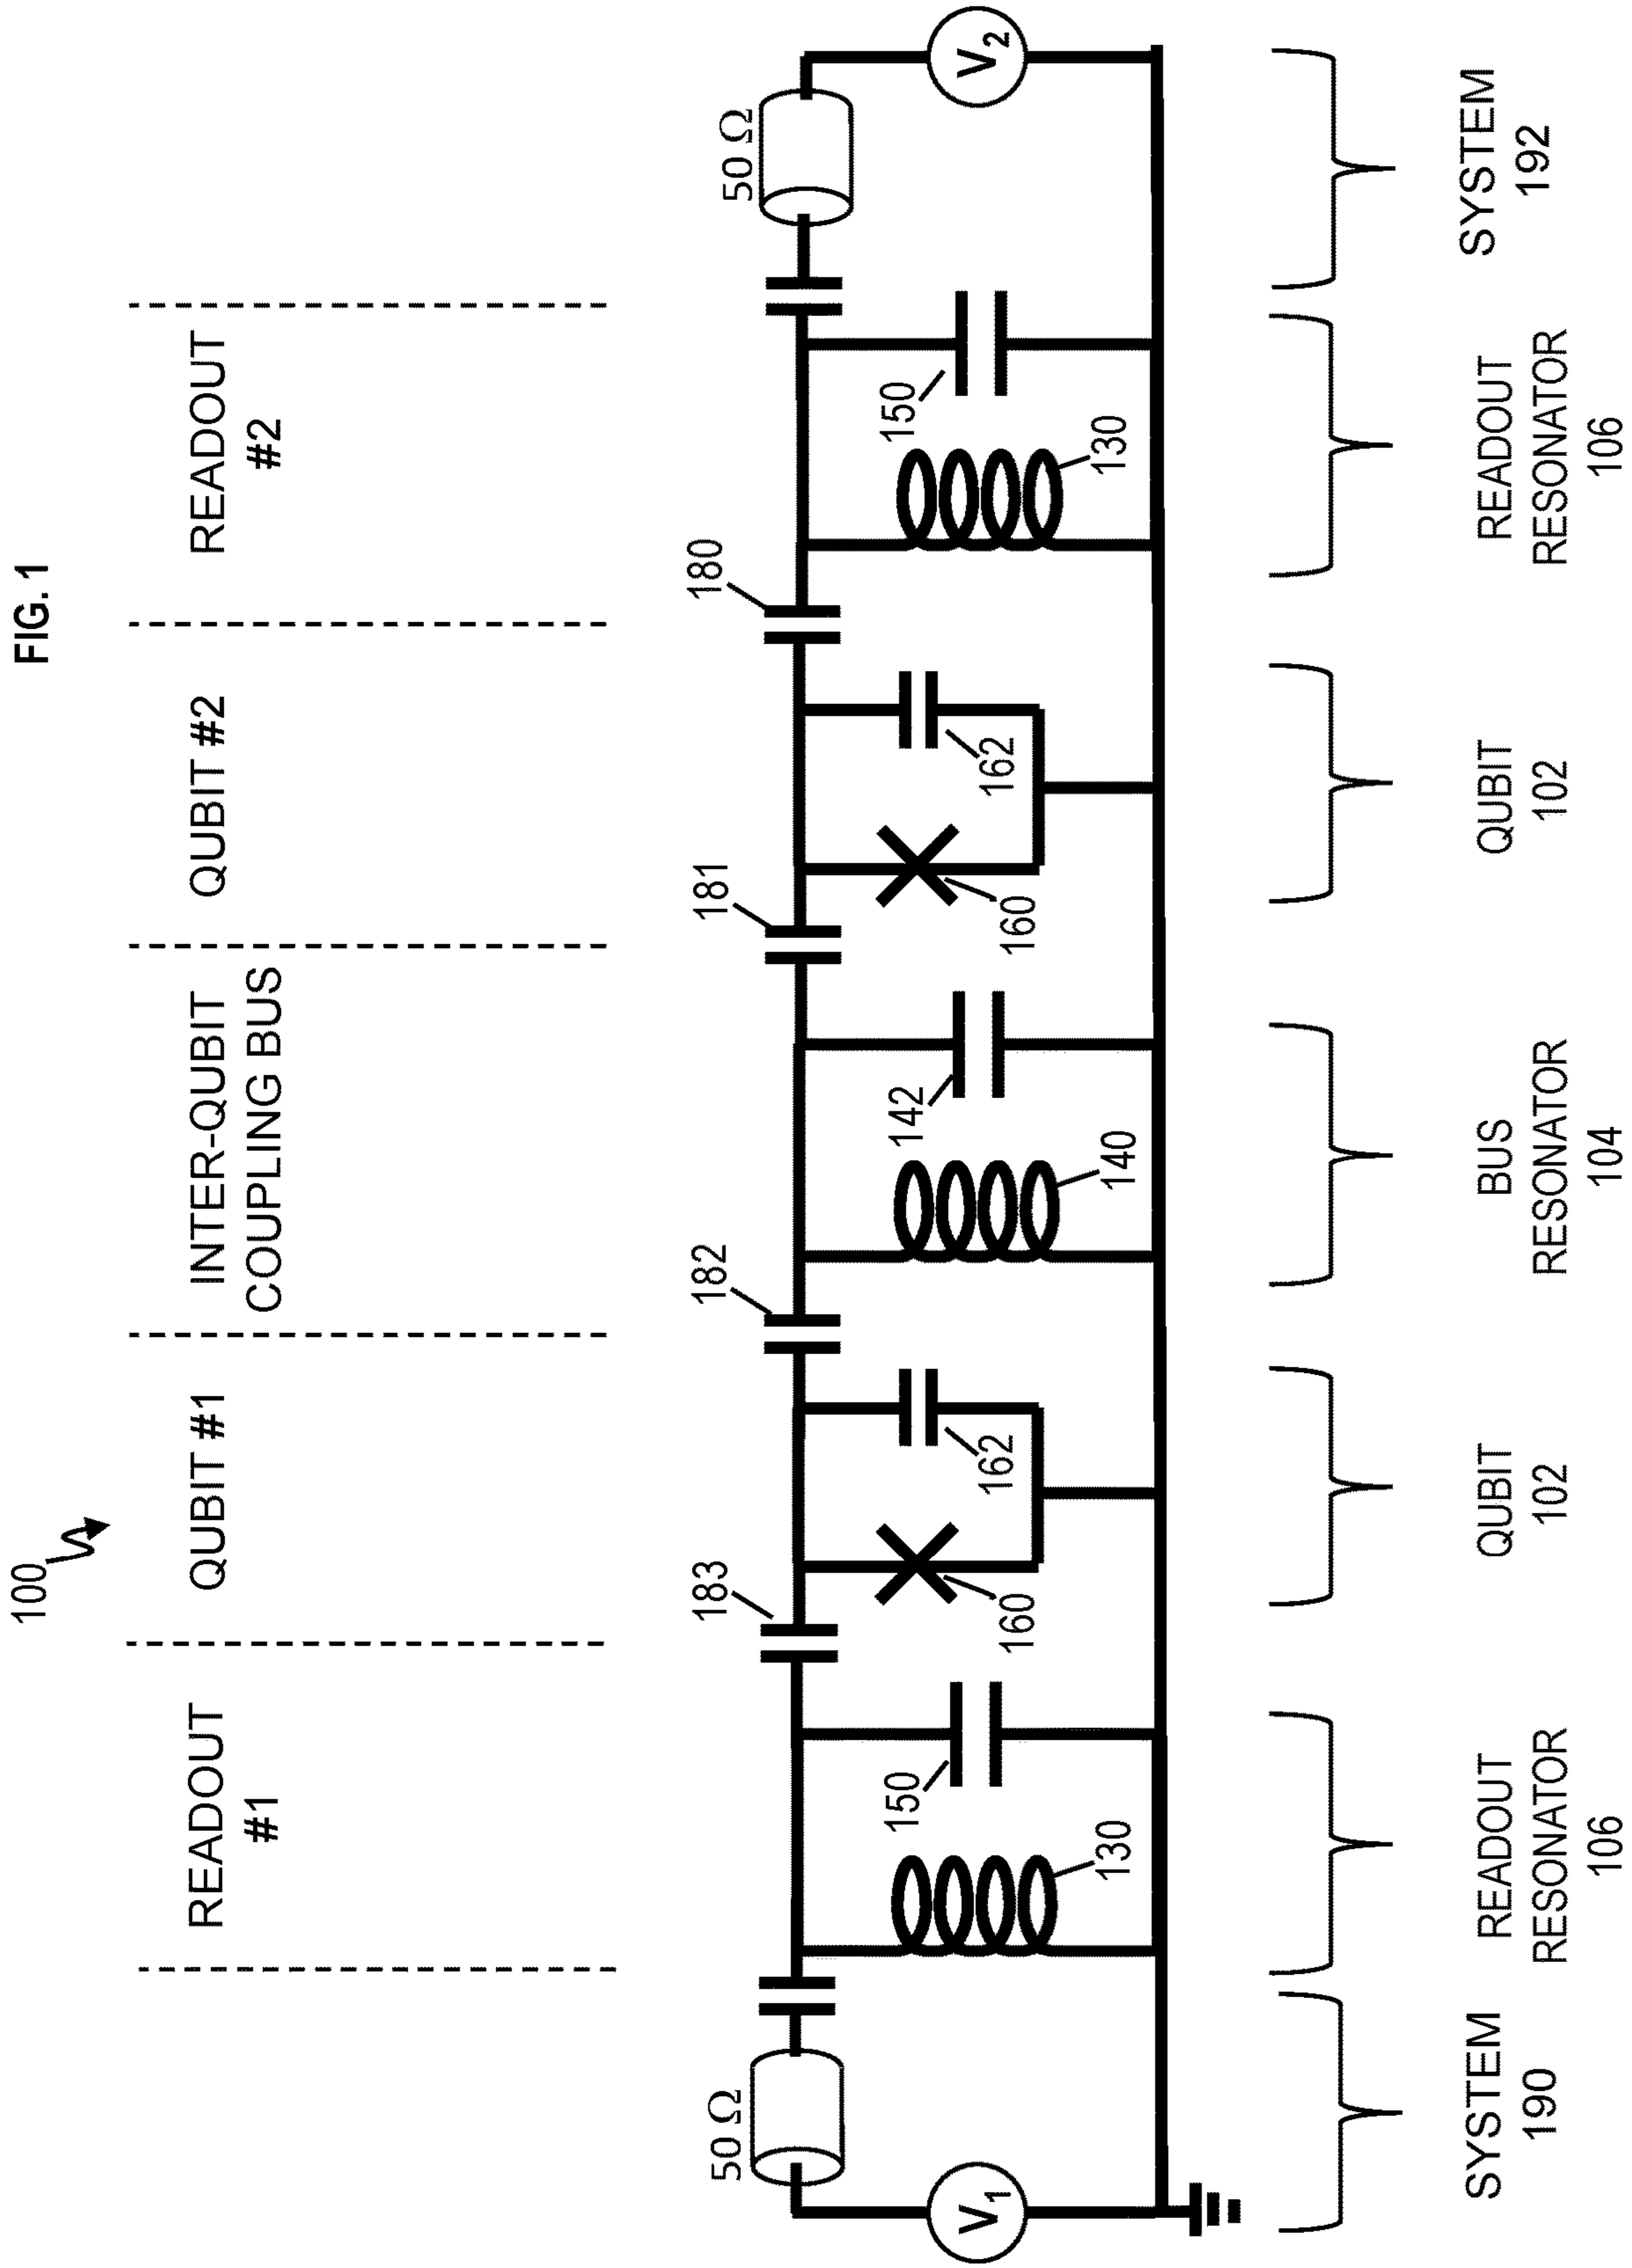 FIG. 1
100
READOUT
#1
QUBIT #1
INTER-QUBIT
COUPLING BUS
QUBIT #2
READOUT
#2
50 Ω
183
182
181
180
50 Ω
V1
130
150
160
162
140
142
160
162
130
150
V2
SYSTEM
190
READOUT
RESONATOR
106
QUBIT
102
BUS
RESONATOR
104
QUBIT
102
READOUT
RESONATOR
106
SYSTEM
192